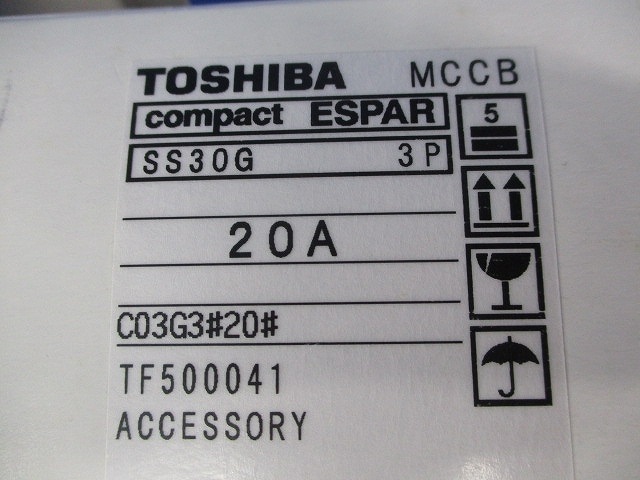 TOSHIBA MCCB
compact ESPAR
5
SS30G 3P
20A
C03G3#20#
TF500041
ACCESSORY